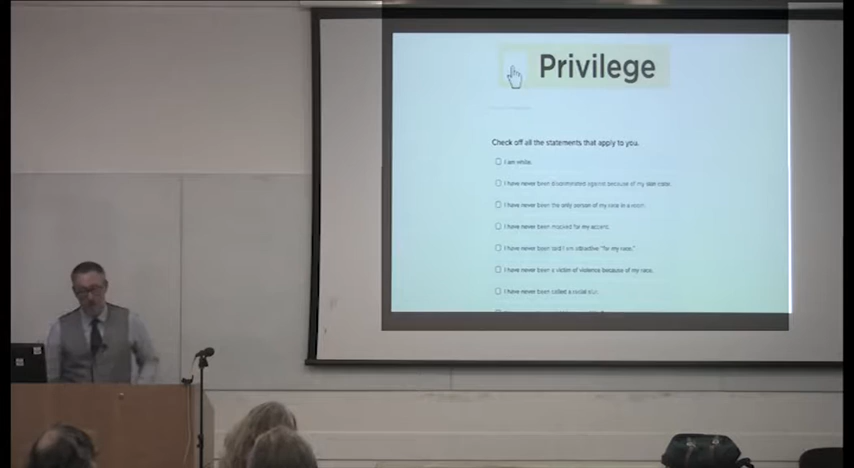 Privilege
Check off all the statements that apply to you.
I am white.
I have never been discriminated against because of my skin color.
I have never been the only person of my race in a room.
I have never been mocked for my accent.
I have never been told I am attractive "for my race."
I have never been a victim of violence because of my race.
I have never been called a racial slur.